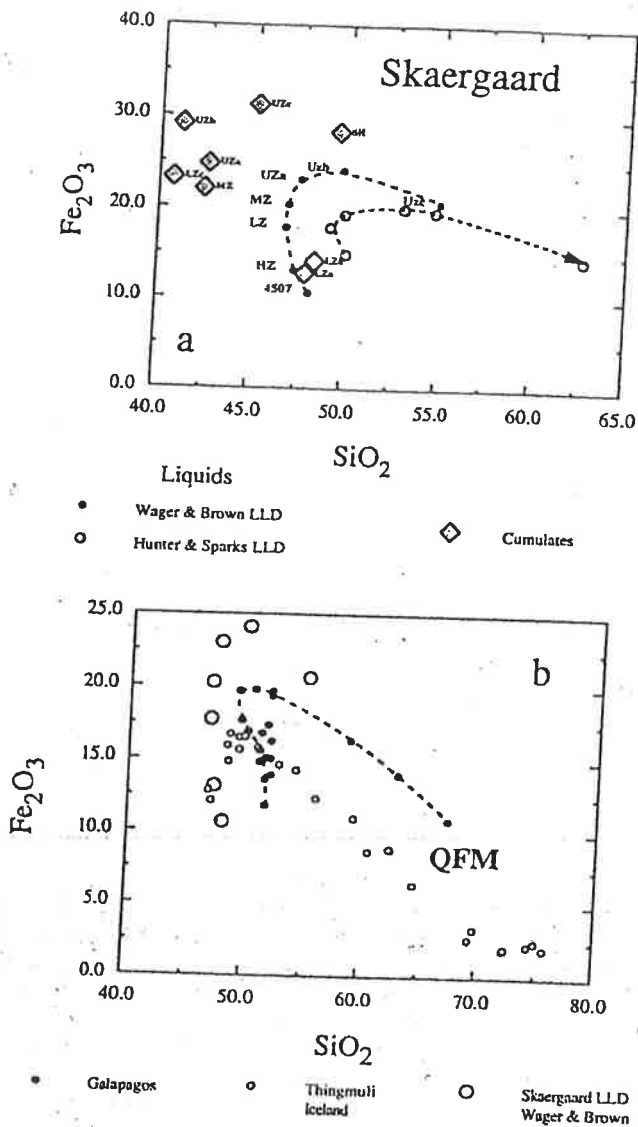 40.0
Skaergaard
30.0
UZc
UZb
dH
UZa
LZc
MZ
UZa
Uzb
20.0
MZ
Uzc
LZ
HZ
LZb
LZa
10.0
4507
a
0.0
40.0 45.0 50.0 55.0 60.0 65.0
Fe2O3
SiO2
Liquids
Wager & Brown LLD
Hunter & Sparks LLD
Cumulates
25.0
b
20.0
15.0
10.0
QFM
5.0
0.0
40.0 50.0 60.0 70.0 80.0
Fe2O3
SiO2
Galapagos
Thingmuli
Iceland
Skaergaard LLD
Wager & Brown